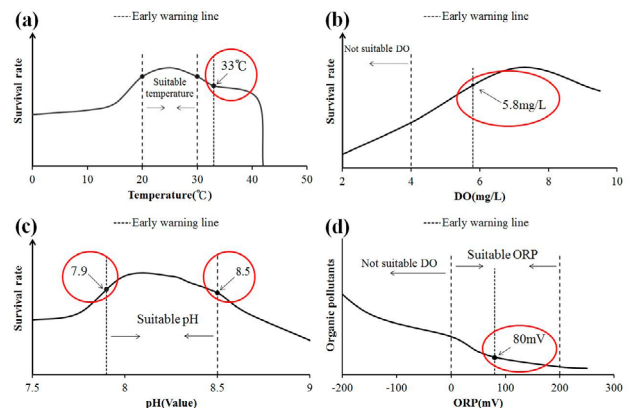 (a)
------Early warning line
Survival rate
Suitable
temperature
33℃
0
10
20
30
40
50
Temperature(℃)
(b)
------Early warning line
Survival rate
Not suitable DO
5.8mg/L
2
4
6
8
10
DO(mg/L)
(c)
------Early warning line
Survival rate
7.9
8.5
Suitable pH
7.5
8
8.5
9
pH(Value)
(d)
------Early warning line
Organic pollutants
Not suitable DO
Suitable ORP
80mV
-200
-100
0
100
200
300
ORP(mV)